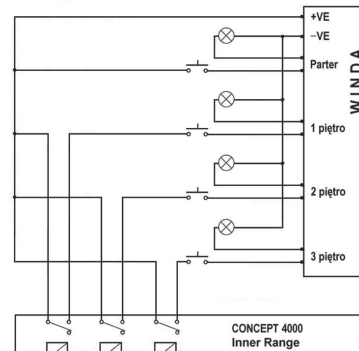 +VE
–VE
Parter
WINDA
1 piętro
2 piętro
3 piętro
CONCEPT 4000
Inner Range